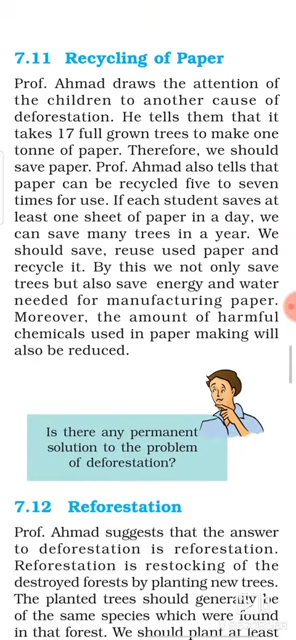 7.11 Recycling of Paper
Prof. Ahmad draws the attention of
the children to another cause of
deforestation. He tells them that it
takes 17 full grown trees to make one
tonne of paper. Therefore, we should
save paper. Prof. Ahmad also tells that
paper can be recycled five to seven
times for use. If each student saves at
least one sheet of paper in a day, we
can save many trees in a year. We
should save, reuse used paper and
recycle it. By this we not only save
trees but also save energy and water
needed for manufacturing paper.
Moreover, the amount of harmful
chemicals used in paper making will
also be reduced.
Is there any permanent
solution to the problem
of deforestation?
7.12 Reforestation
Prof. Ahmad suggests that the answer
to deforestation is reforestation.
Reforestation is restocking of the
destroyed forests by planting new trees.
The planted trees should generally be
of the same species which were found
in that forest. We should plant at least